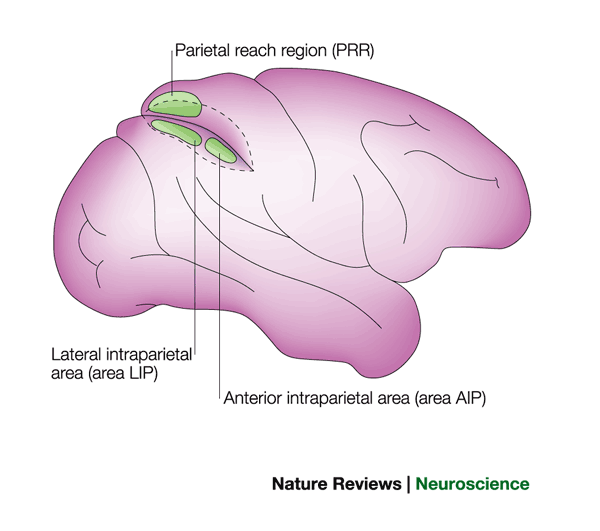 Parietal reach region (PRR)
Lateral intraparietal
area (area LIP)
Anterior intraparietal area (area AIP)
Nature Reviews | Neuroscience